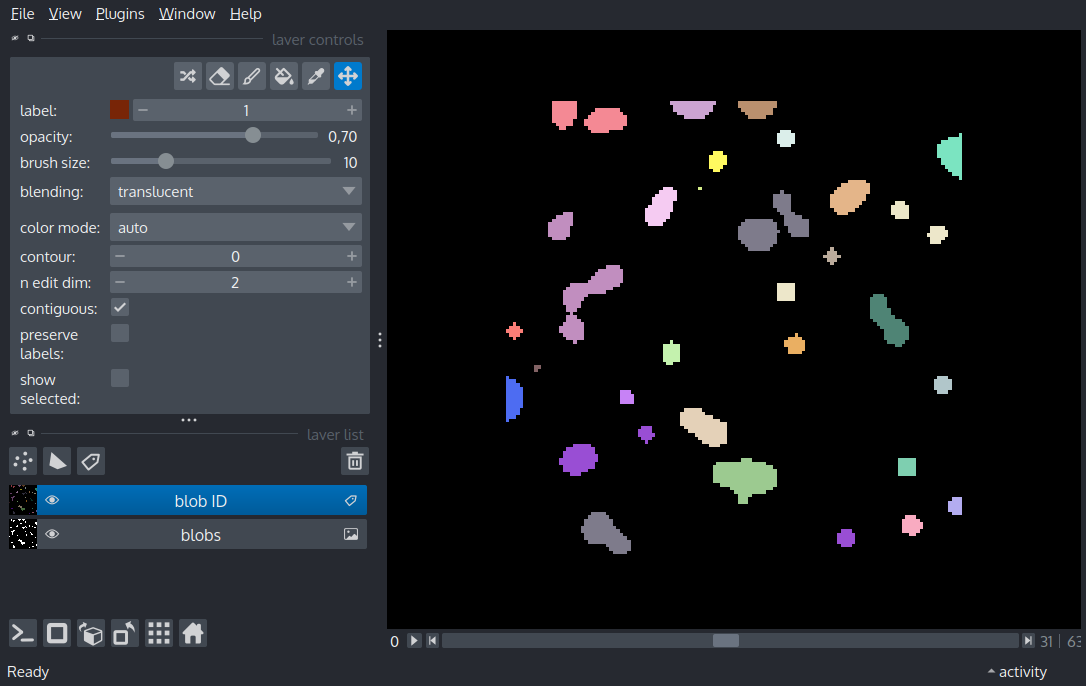 File View Plugins Window Help
layer controls
label: 1
opacity: 0,70
brush size: 10
blending: translucent
color mode: auto
contour: 0
n edit dim: 2
contiguous:
preserve
labels:
show
selected:
layer list
blob ID
blobs
0 31 63
Ready activity